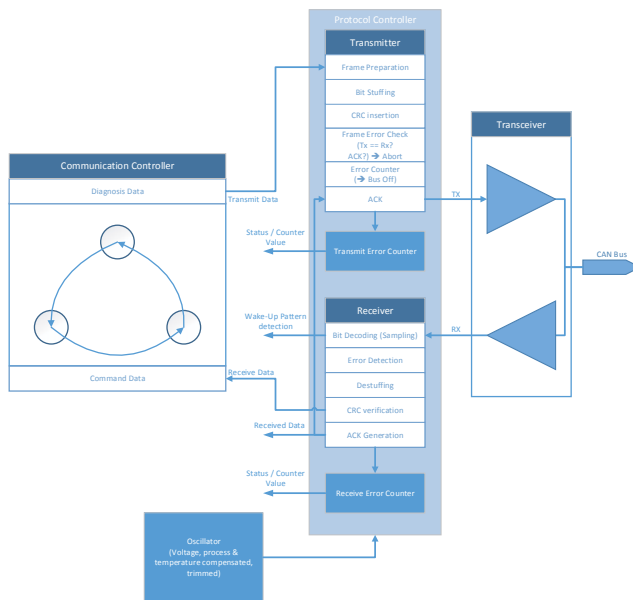 Protocol Controller
Transmitter
Frame Preparation
Bit Stuffing
CRC insertion
Frame Error Check
(Tx == Rx?
ACK?) → Abort
Error Counter
(→ Bus Off)
ACK
Transmit Error Counter
Transceiver
TX
CAN Bus
RX
Communication Controller
Diagnosis Data
Transmit Data
Status / Counter
Value
Wake-Up Pattern
detection
Command Data
Receive Data
Received Data
Status / Counter
Value
Receiver
Bit Decoding (Sampling)
Error Detection
Destuffing
CRC verification
ACK Generation
Receive Error Counter
Oscillator
(Voltage, process &
temperature compensated,
trimmed)